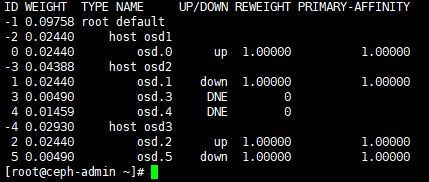 ID WEIGHT  TYPE NAME     UP/DOWN REWEIGHT PRIMARY-AFFINITY
-1 0.09758 root default
-2 0.02440     host osd1
 0 0.02440         osd.0      up  1.00000          1.00000
-3 0.04388     host osd2
 1 0.02440         osd.1    down  1.00000          1.00000
 3 0.00490         osd.3     DNE        0
 4 0.01459         osd.4     DNE        0
-4 0.02930     host osd3
 2 0.02440         osd.2      up  1.00000          1.00000
 5 0.00490         osd.5    down  1.00000          1.00000
[root@ceph-admin ~]#